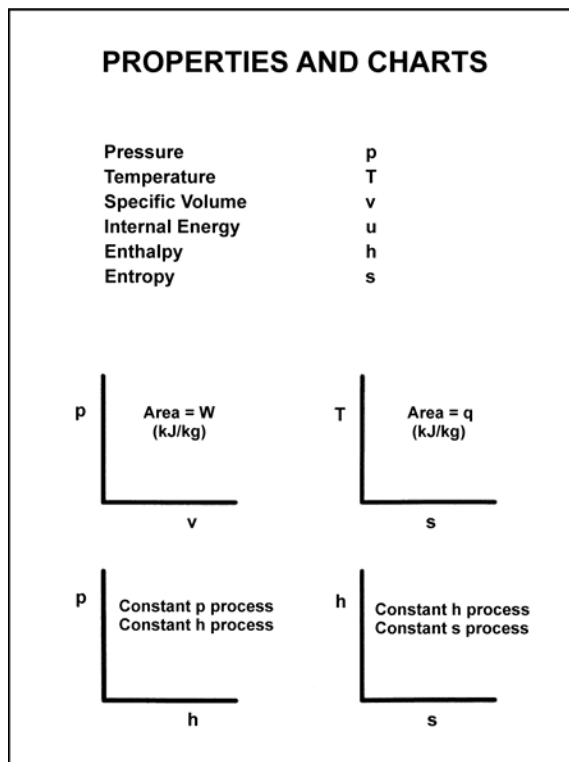 PROPERTIES AND CHARTS
Pressure p
Temperature T
Specific Volume v
Internal Energy u
Enthalpy h
Entropy s
p
Area = W
(kJ/kg)
v
T
Area = q
(kJ/kg)
s
p
Constant p process
Constant h process
h
h
Constant h process
Constant s process
s